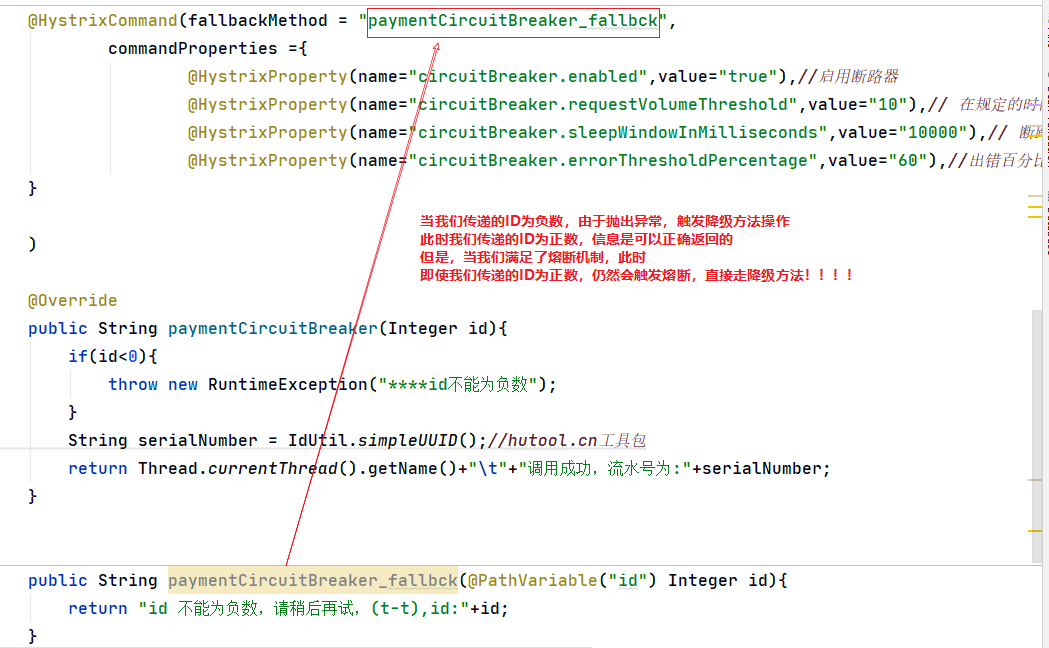 @HystrixCommand(fallbackMethod = "paymentCircuitBreaker_fallbck",
commandProperties ={
@HystrixProperty(name="circuitBreaker.enabled",value="true"),//启用断路器
@HystrixProperty(name="circuitBreaker.requestVolumeThreshold",value="10"),// 在规定的时
@HystrixProperty(name="circuitBreaker.sleepWindowInMilliseconds",value="10000"),// 断
@HystrixProperty(name="circuitBreaker.errorThresholdPercentage",value="60"),//出错百分比
}
当我们传递的ID为负数，由于抛出异常，触发降级方法操作
此时我们传递的ID为正数，信息是可以正确返回的
但是，当我们满足了熔断机制，此时
即使我们传递的ID为正数，仍然会触发熔断，直接走降级方法！！！！
)
@Override
public String paymentCircuitBreaker(Integer id){
if(id<0){
throw new RuntimeException("****id不能为负数");
}
String serialNumber = IdUtil.simpleUUID();//hutool.cn工具包
return Thread.currentThread().getName()+"\t"+"调用成功，流水号为:"+serialNumber;
}
public String paymentCircuitBreaker_fallbck(@PathVariable("id") Integer id){
return "id 不能为负数，请稍后再试，(t-t),id:"+id;
}